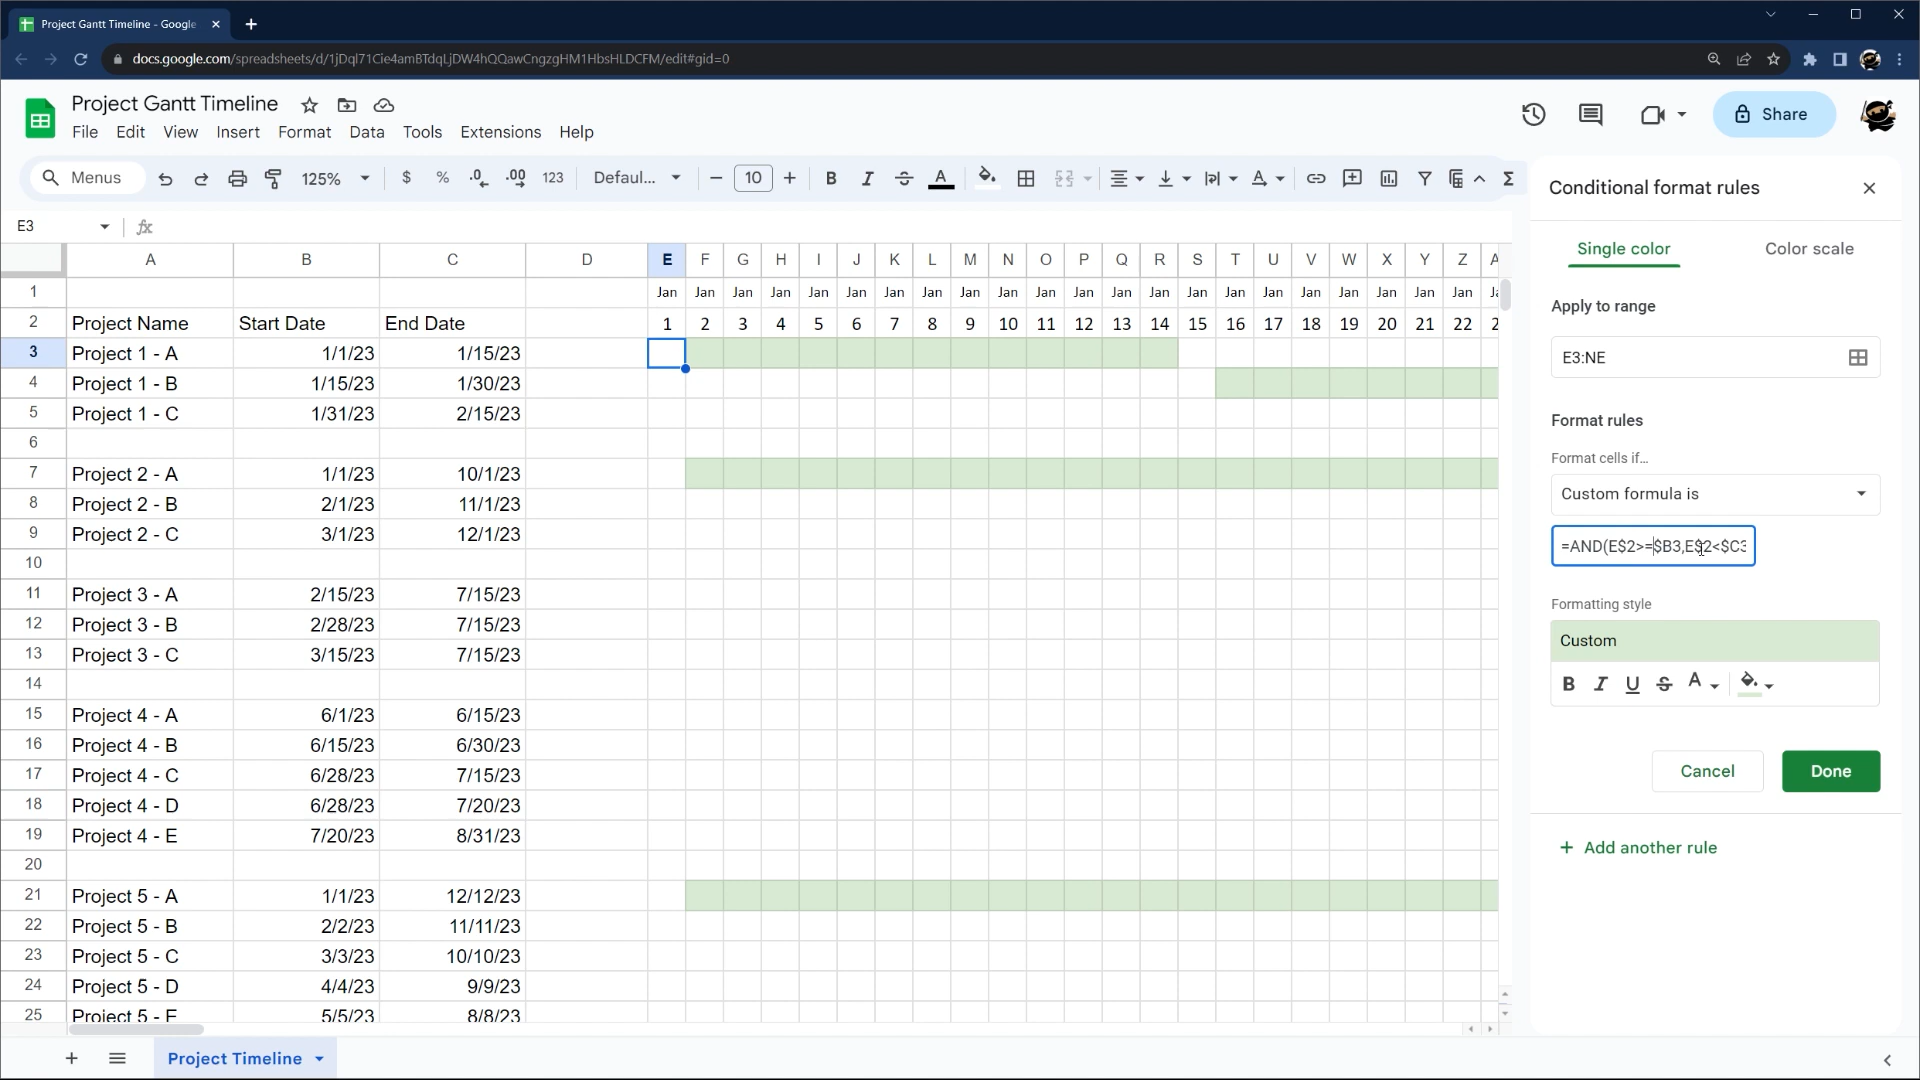 Project Gantt Timeline - Google
docs.google.com/spreadsheets/d/1jDql71Cie4amBTdqLjDW4hQQawCngzgHM1HbsHLDCFM/edit#gid=0
Project Gantt Timeline
File Edit View Insert Format Data Tools Extensions Help
Share
Menus 125% $ % .0 .00 123 Defaul... 10 B I A Σ
E3 fx
A B C D E F G H I J K L M N O P Q R S T U V W X Y Z A
1 Jan Jan Jan Jan Jan Jan Jan Jan Jan Jan Jan Jan Jan Jan Jan Jan Jan Jan Jan Jan Jan Jan Ja
2 Project Name Start Date End Date 1 2 3 4 5 6 7 8 9 10 11 12 13 14 15 16 17 18 19 20 21 22 2
3 Project 1 - A 1/1/23 1/15/23
4 Project 1 - B 1/15/23 1/30/23
5 Project 1 - C 1/31/23 2/15/23
6
7 Project 2 - A 1/1/23 10/1/23
8 Project 2 - B 2/1/23 11/1/23
9 Project 2 - C 3/1/23 12/1/23
10
11 Project 3 - A 2/15/23 7/15/23
12 Project 3 - B 2/28/23 7/15/23
13 Project 3 - C 3/15/23 7/15/23
14
15 Project 4 - A 6/1/23 6/15/23
16 Project 4 - B 6/15/23 6/30/23
17 Project 4 - C 6/28/23 7/15/23
18 Project 4 - D 6/28/23 7/20/23
19 Project 4 - E 7/20/23 8/31/23
20
21 Project 5 - A 1/1/23 12/12/23
22 Project 5 - B 2/2/23 11/11/23
23 Project 5 - C 3/3/23 10/10/23
24 Project 5 - D 4/4/23 9/9/23
25 Project 5 - E 5/5/23 8/8/23
Project Timeline
Conditional format rules
Single color Color scale
Apply to range
E3:NE
Format rules
Format cells if…
Custom formula is
=AND(E$2>=$B3,E$2<$C3
Formatting style
Custom
B I U S A
Cancel Done
+ Add another rule